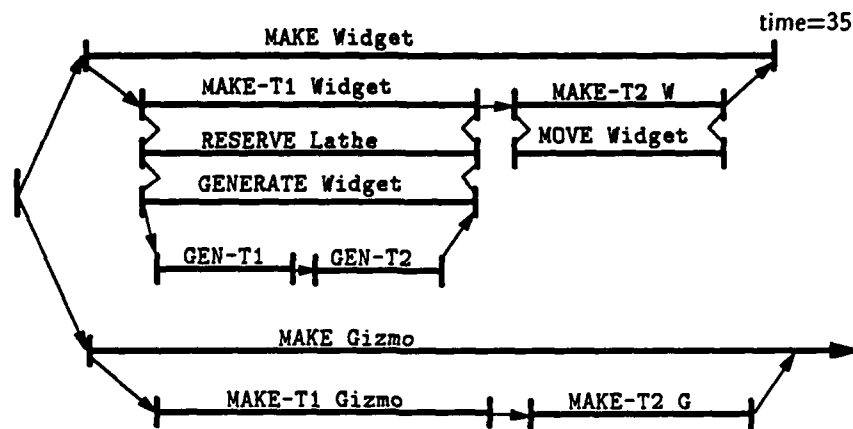 time=35
MAKE Widget
MAKE-T1 Widget
MAKE-T2 W
RESERVE Lathe
MOVE Widget
GENERATE Widget
GEN-T1
GEN-T2
MAKE Gizmo
MAKE-T1 Gizmo
MAKE-T2 G